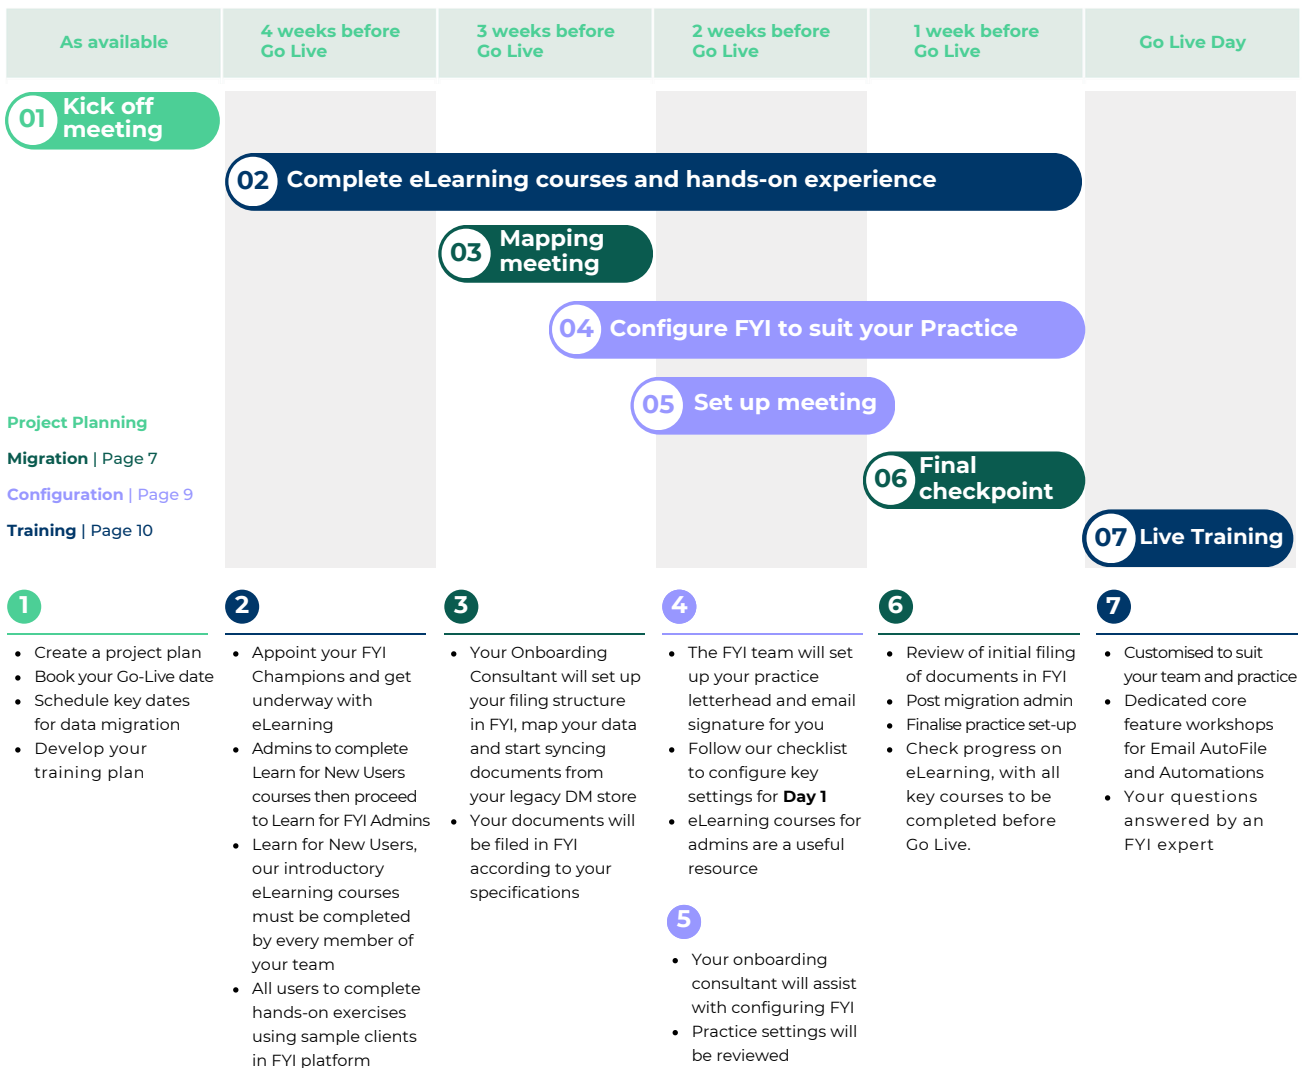 As available
4 weeks before
Go Live
3 weeks before
Go Live
2 weeks before
Go Live
1 week before
Go Live
Go Live Day
01 Kick off
meeting
02 Complete eLearning courses and hands-on experience
03 Mapping
meeting
04 Configure FYI to suit your Practice
05 Set up meeting
06 Final
checkpoint
07 Live Training
Project Planning
Migration | Page 7
Configuration | Page 9
Training | Page 10
1
• Create a project plan
• Book your Go-Live date
• Schedule key dates
for data migration
• Develop your
training plan
2
• Appoint your FYI
Champions and get
underway with
eLearning
• Admins to complete
Learn for New Users
courses then proceed
to Learn for FYI Admins
• Learn for New Users,
our introductory
eLearning courses
must be completed
by every member of
your team
• All users to complete
hands-on exercises
using sample clients
in FYI platform
3
• Your Onboarding
Consultant will set up
your filing structure
in FYI, map your data
and start syncing
documents from
your legacy DM store
• Your documents will
be filed in FYI
according to your
specifications
4
• The FYI team will set
up your practice
letterhead and email
signature for you
• Follow our checklist
to configure key
settings for Day 1
• eLearning courses for
admins are a useful
resource
5
• Your onboarding
consultant will assist
with configuring FYI
• Practice settings will
be reviewed
6
• Review of initial filing
of documents in FYI
• Post migration admin
• Finalise practice set-up
• Check progress on
eLearning, with all
key courses to be
completed before
Go Live.
7
• Customised to suit
your team and practice
• Dedicated core
feature workshops
for Email AutoFile
and Automations
• Your questions
answered by an
FYI expert